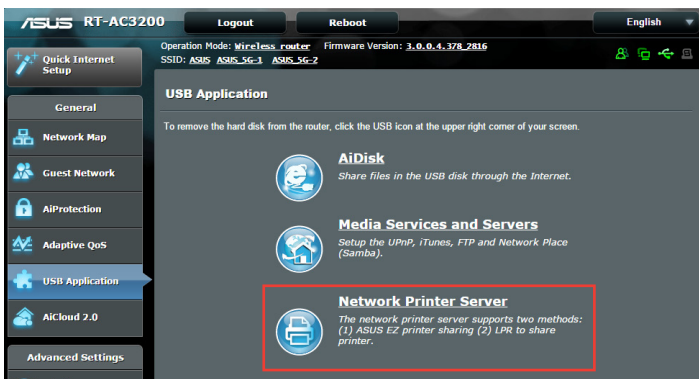 ASUS RT-AC3200 Logout Reboot English
Operation Mode: Wireless router Firmware Version: 3.0.0.4.378_2816
SSID: ASUS ASUS_5G-1 ASUS_5G-2
Quick Internet
Setup
General
Network Map
Guest Network
AiProtection
Adaptive QoS
USB Application
AiCloud 2.0
Advanced Settings
USB Application
To remove the hard disk from the router, click the USB icon at the upper right corner of your screen.
AiDisk
Share files in the USB disk through the Internet.
Media Services and Servers
Setup the UPnP, iTunes, FTP and Network Place
(Samba).
Network Printer Server
The network printer server supports two methods:
(1) ASUS EZ printer sharing (2) LPR to share
printer.